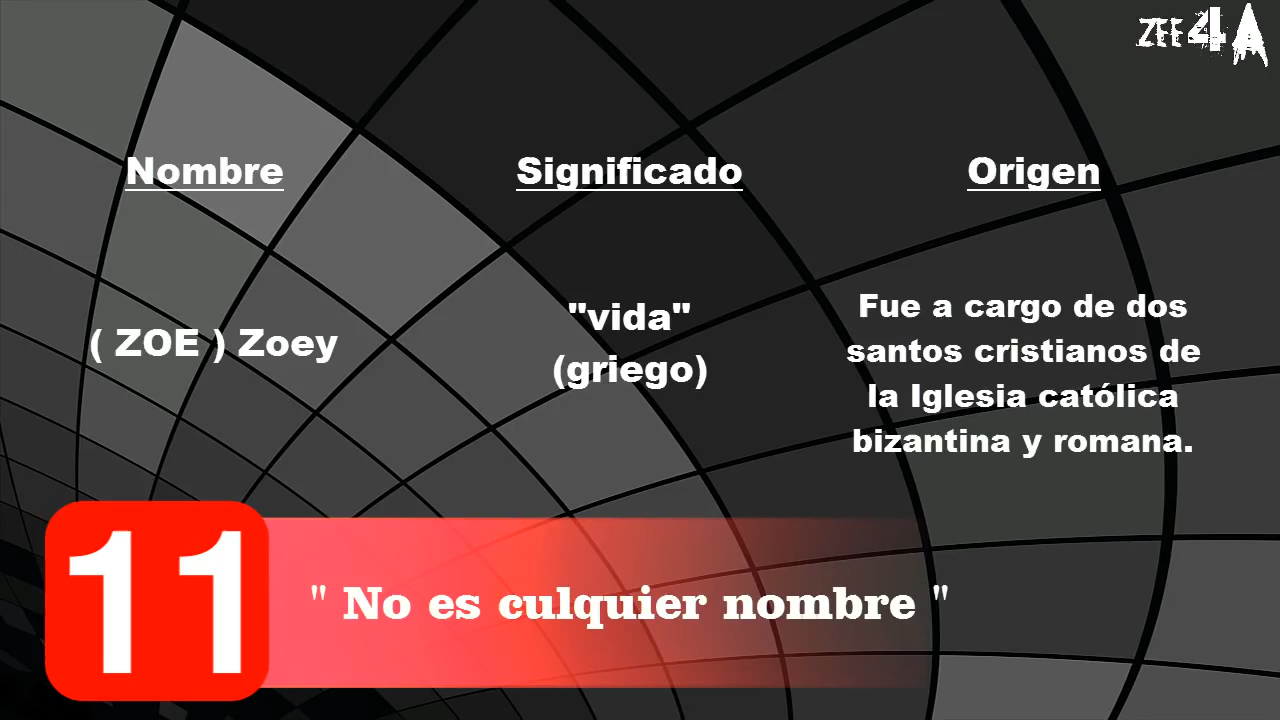 ZEE4A
Nombre
Significado
Origen
( ZOE ) Zoey
"vida"
(griego)
Fue a cargo de dos
santos cristianos de
la Iglesia católica
bizantina y romana.
11
" No es culquier nombre "